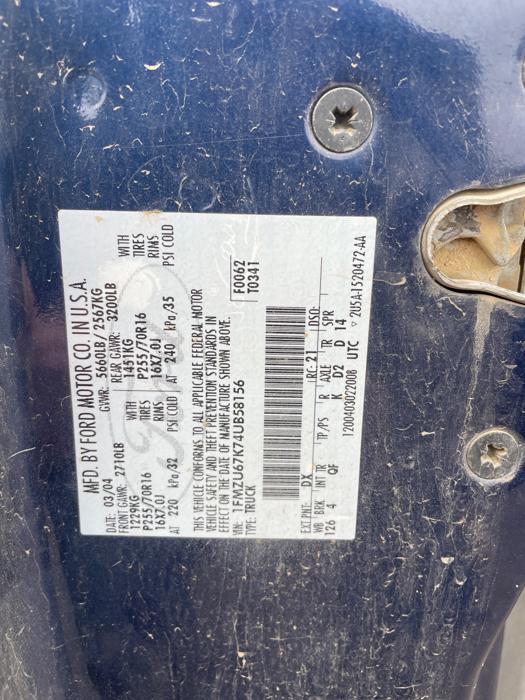 MFD. BY FORD MOTOR CO. IN U.S.A.
DATE: 03/04 GVWR: 5660LB/ 2567KG
FRONT GAWR: 2710LB REAR GAWR: 3200LB
1229KG WITH 1451KG WITH
P255/70R16 TIRES P255/70R16 TIRES
16X7.0J RIMS 16X7.0J RIMS
AT 220 kPa/32 PSI COLD AT 240 kPa/35 PSI COLD
THIS VEHICLE CONFORMS TO ALL APPLICABLE FEDERAL MOTOR
VEHICLE SAFETY AND THEFT PREVENTION STANDARDS IN
EFFECT ON THE DATE OF MANUFACTURE SHOWN ABOVE.
VIN: 1FMZU67K74UB58156 F0062
TYPE: TRUCK T0341
EXT PNT: DX RC: 21 DSO:
WB BRK INT TR TP/PS R AXLE TR SPR
126 4 QF K D2 D 14
1200403022008 UTC 2U5A-1520472-AA
Ford